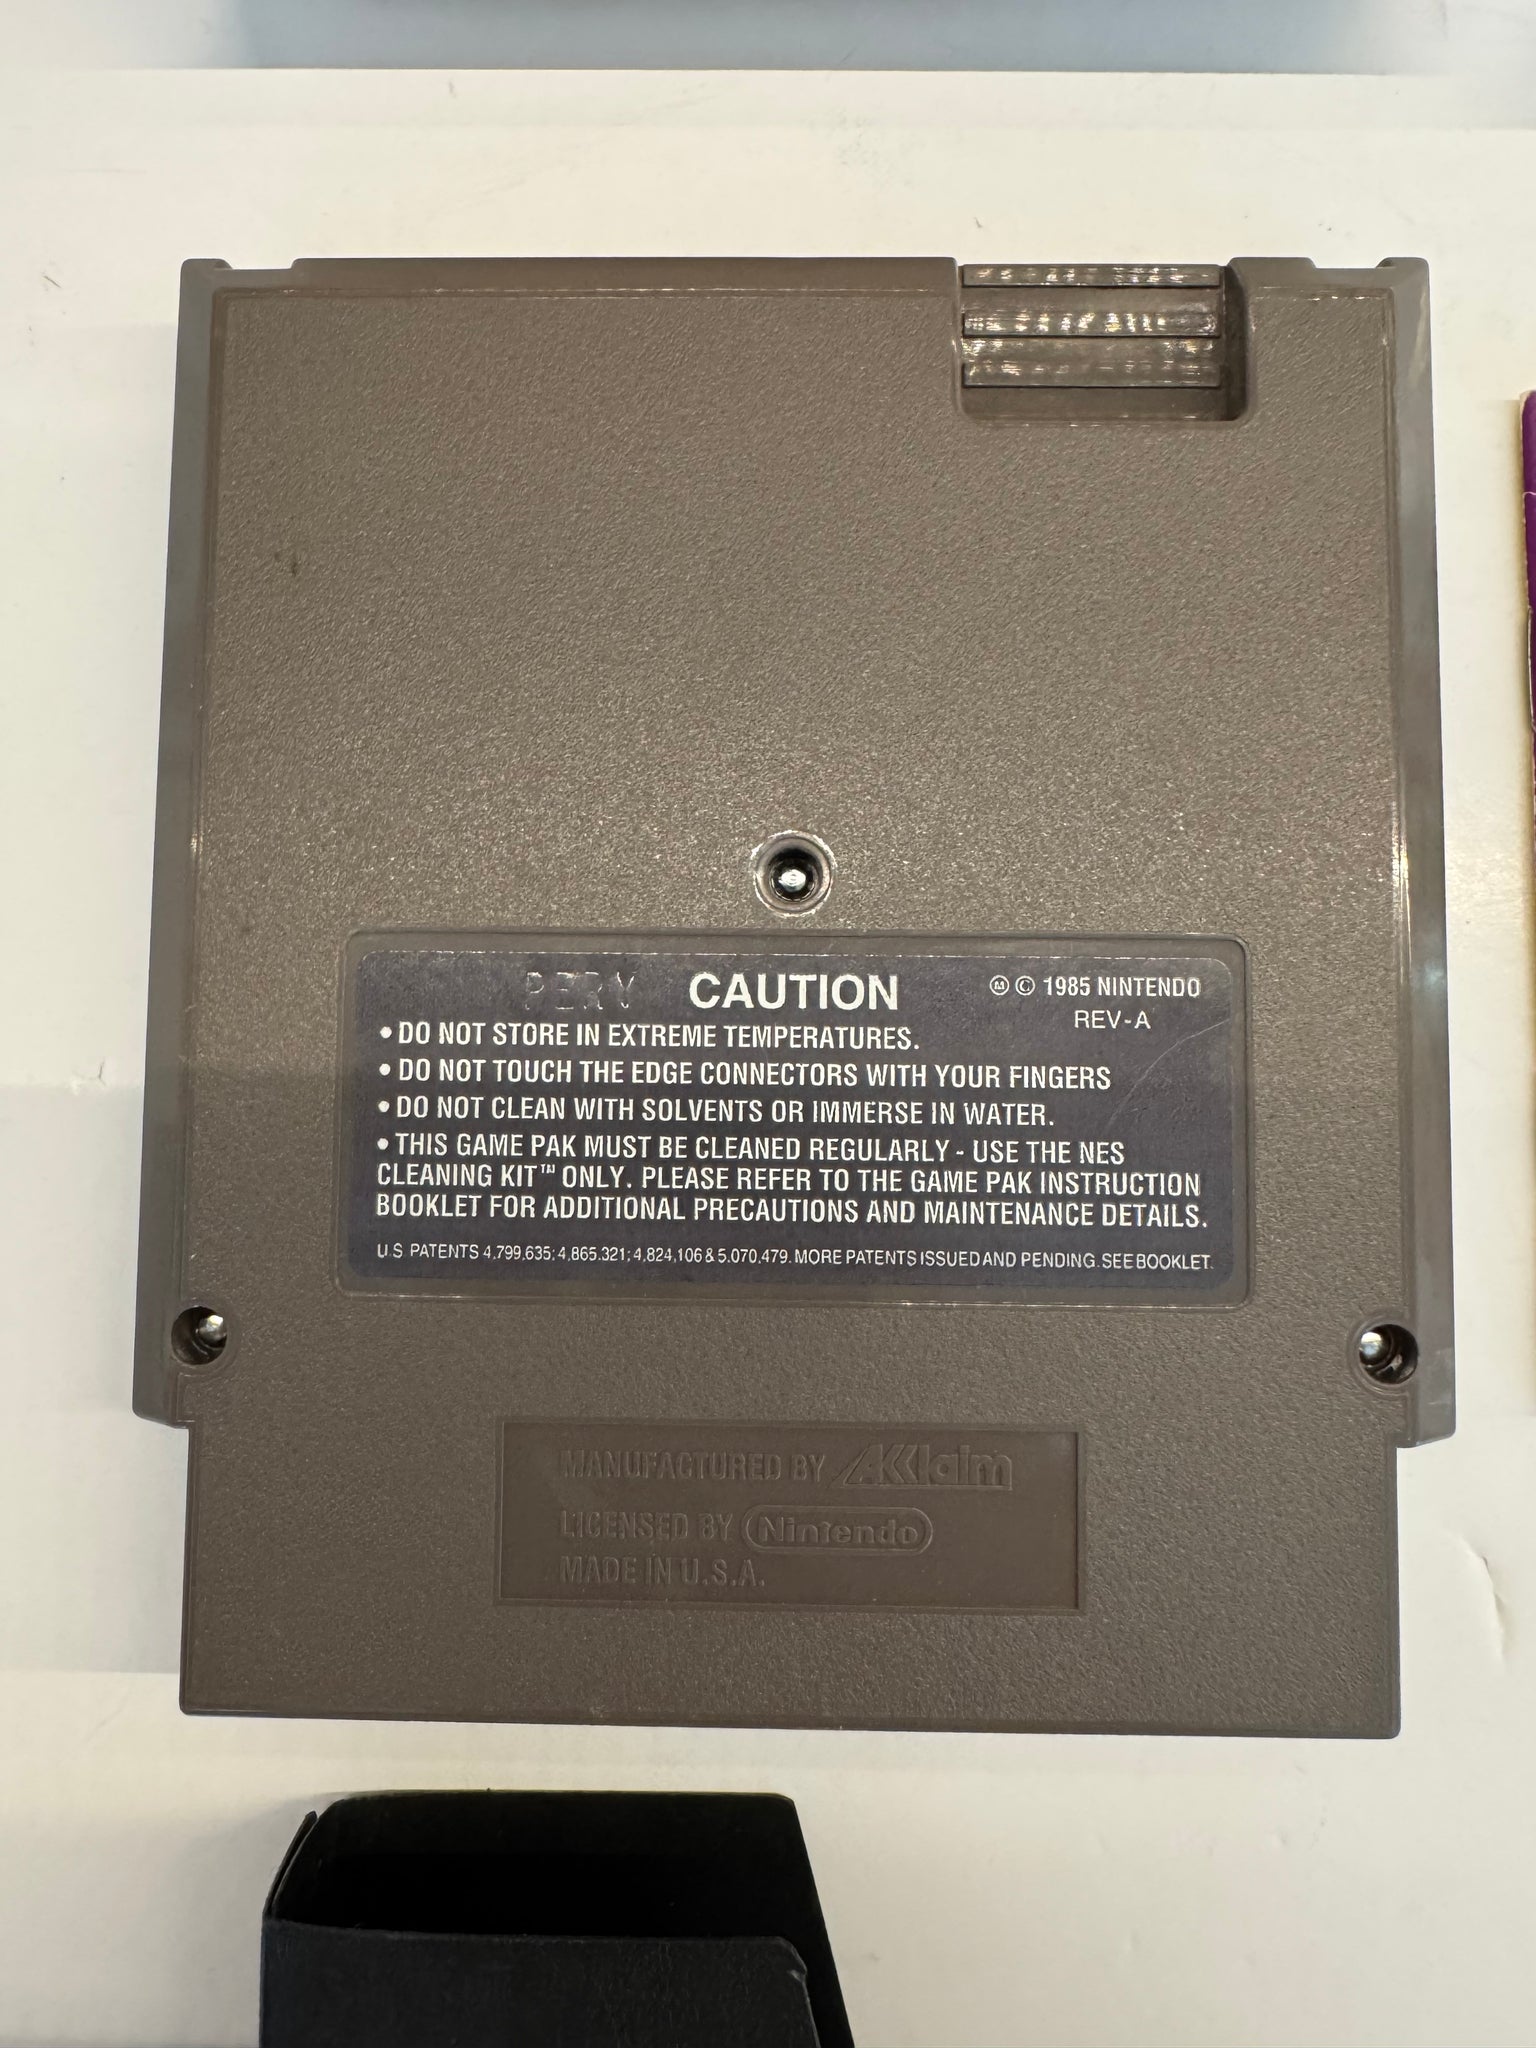 PERY CAUTION Ⓜ © 1985 NINTENDO
REV-A
• DO NOT STORE IN EXTREME TEMPERATURES.
• DO NOT TOUCH THE EDGE CONNECTORS WITH YOUR FINGERS
• DO NOT CLEAN WITH SOLVENTS OR IMMERSE IN WATER.
• THIS GAME PAK MUST BE CLEANED REGULARLY - USE THE NES
CLEANING KIT™ ONLY. PLEASE REFER TO THE GAME PAK INSTRUCTION
BOOKLET FOR ADDITIONAL PRECAUTIONS AND MAINTENANCE DETAILS.
U.S. PATENTS 4,799,635; 4,865,321; 4,824,106 & 5,070,479. MORE PATENTS ISSUED AND PENDING. SEE BOOKLET.
MANUFACTURED BY AKKlaim
LICENSED BY Nintendo
MADE IN U.S.A.